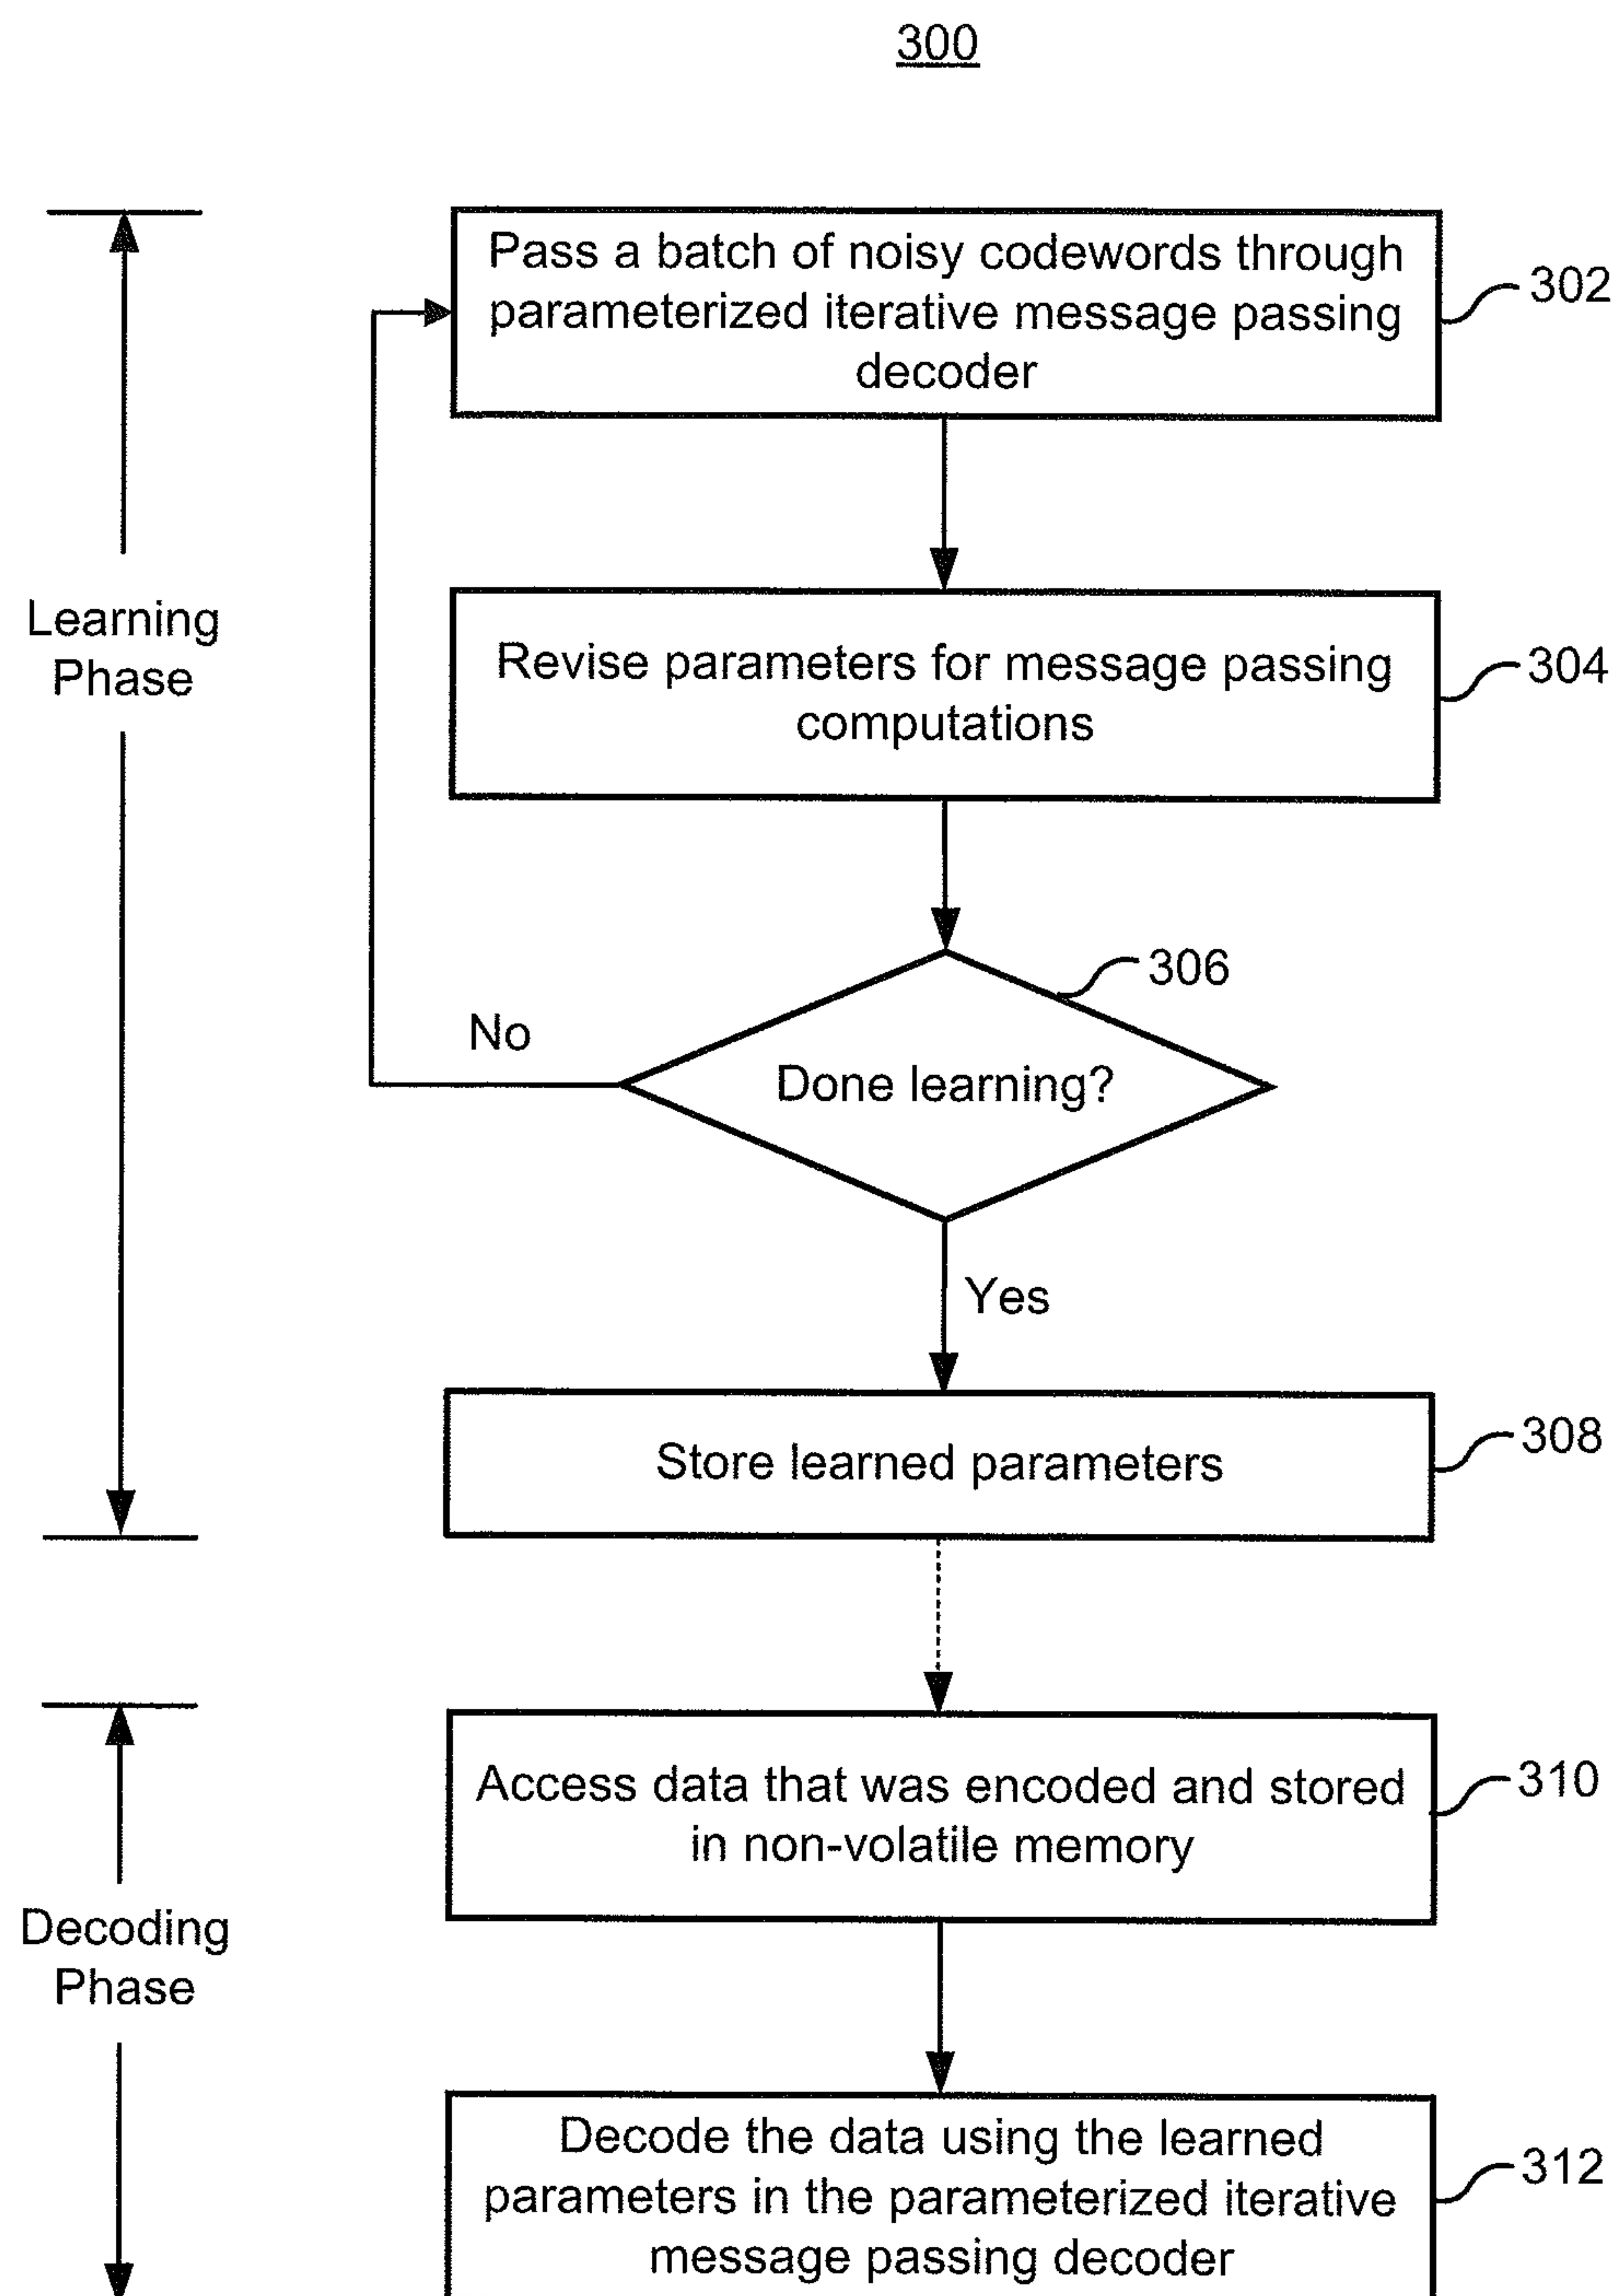 300
Pass a batch of noisy codewords through
parameterized iterative message passing
decoder
302
Learning
Phase
Revise parameters for message passing
computations
304
306
No
Done learning?
Yes
Store learned parameters
308
Access data that was encoded and stored
in non-volatile memory
310
Decoding
Phase
Decode the data using the learned
parameters in the parameterized iterative
message passing decoder
312